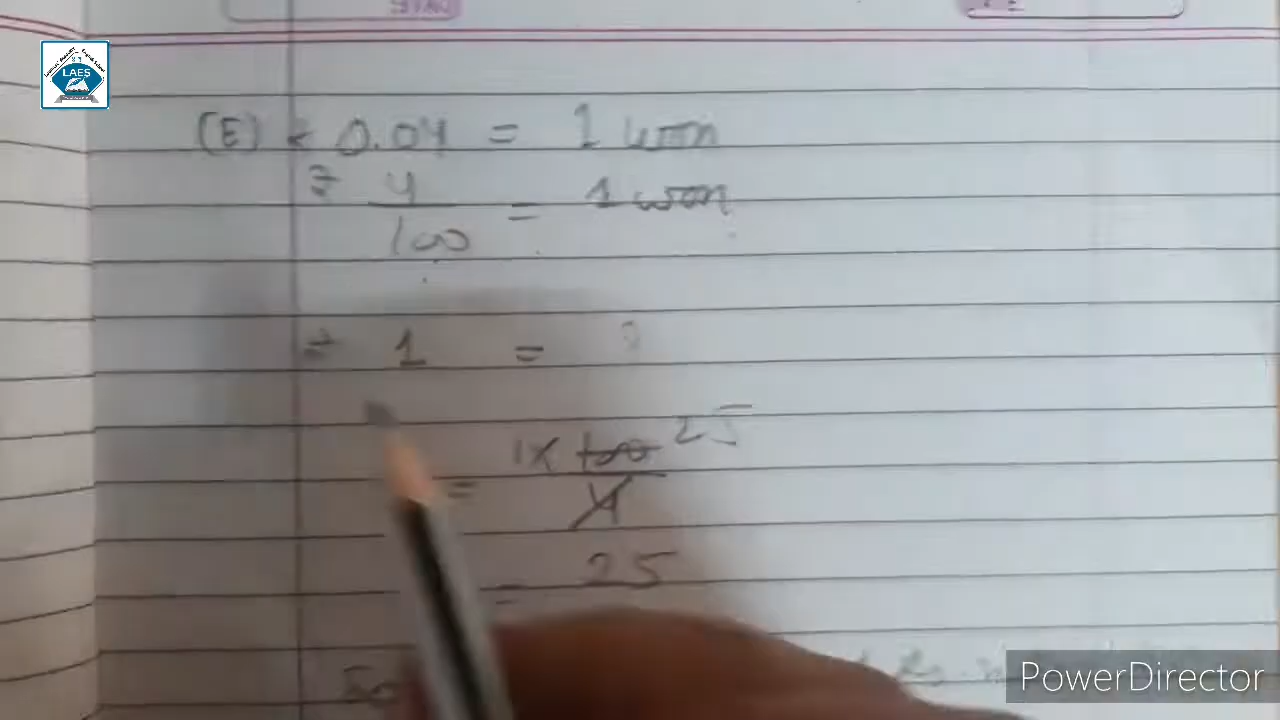 LAES
(E) ₹ 0.04 = 1 won
₹ 4/100 = 1 won
₹ 1 = ?
= 1 x 100/4 25
= 25
PowerDirector